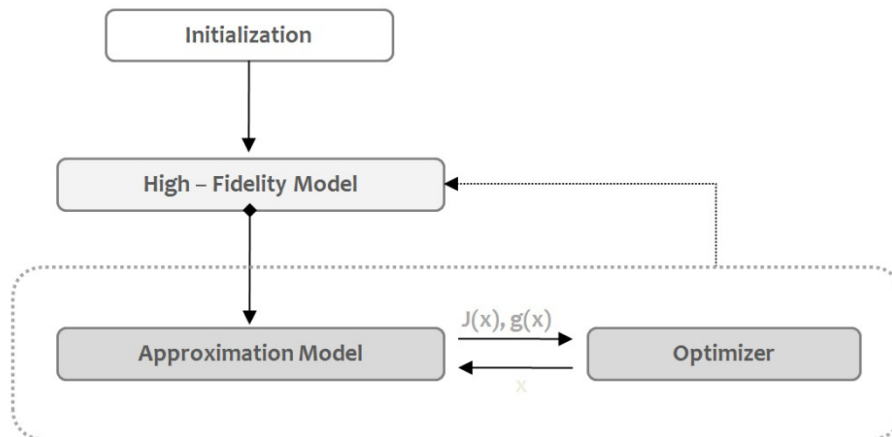 Initialization
High – Fidelity Model
J(x), g(x)
Approximation Model
Optimizer
x